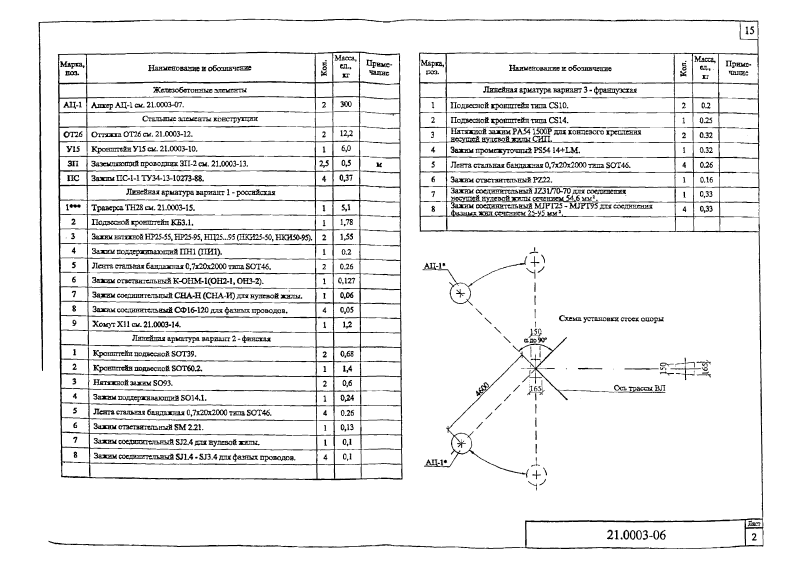 15
Марка, поз. Наименование и обозначение Кол. Масса, ед., кг Приме-чание
Железобетонные элементы
АЦ-1 Анкер АЦ-1 см. 21.0003-07. 2 300
Стальные элементы конструкции
ОТ26 Оттяжка ОТ26 см. 21.0003-12. 2 12,2
У15 Кронштейн У15 см. 21.0003-10. 1 6,0
ЗП Заземляющий проводник ЗП-2 см. 21.0003-13. 2,5 0,5 м
ПС Зажим ПС-1-1 ТУ34-13-10273-88. 4 0,37
Линейная арматура вариант 1 - российская
1*** Траверса ТН28 см. 21.0003-15. 1 5,1
2 Подвесной кронштейн КБ3.1. 1 1,78
3 Зажим натяжной НР25-55, НР25-95, НЦ25...95 (НКИ25-50, НКИ50-95). 2 1,55
4 Зажим поддерживающий ПН1 (ПИ1). 1 0.2
5 Лента стальная бандажная 0,7х20х2000 типа SOT46. 2 0,26
6 Зажим ответвительный К-ОНМ-1(ОН2-1, ОН3-2). 1 0,127
7 Зажим соединительный СНА-Н (СНА-И) для нулевой жилы. 1 0,06
8 Зажим соединительный СФ16-120 для фазных проводов. 4 0,05
9 Хомут Х11 см. 21.0003-14. 1 1,2
Линейная арматура вариант 2 - финская
1 Кронштейн подвесной SOT39. 2 0,68
2 Кронштейн подвесной SOT60.2. 1 1,4
3 Натяжной зажим SO93. 2 0,6
4 Зажим поддерживающий SO14.1. 1 0,24
5 Лента стальная бандажная 0,7х20х2000 типа SOT46. 4 0.26
6 Зажим ответвительный SM 2.21. 1 0,13
7 Зажим соединительный SJ2.4 для нулевой жилы. 1 0,1
8 Зажим соединительный SJ1.4 - SJ3.4 для фазных проводов. 4 0,1
Марка, поз. Наименование и обозначение Кол. Масса, ед., кг Приме-чание
Линейная арматура вариант 3 - французская
1 Подвесной кронштейн типа CS10. 2 0.2
2 Подвесной кронштейн типа CS14. 1 0.25
3 Натяжной зажим PA54 1500P для концевого крепления
несущей нулевой жилы СИП. 2 0.32
4 Зажим промежуточный PS54 14+LM. 1 0.32
5 Лента стальная бандажная 0,7х20х2000 типа SOT46. 4 0.26
6 Зажим ответвительный PZ22. 1 0.16
7 Зажим соединительный JZ31/70-70 для соединения
несущей нулевой жилы сечением 54,6 мм². 1 0,33
8 Зажим соединительный MJPT25 - MJPT95 для соединения
фазных жил сечением 25-95 мм². 4 0,33
АЦ-1*
Схема установки стоек опоры
150
α до 90°
150
165
165
Ось трассы ВЛ
4600
АЦ-1*
21.0003-06
Лист
2